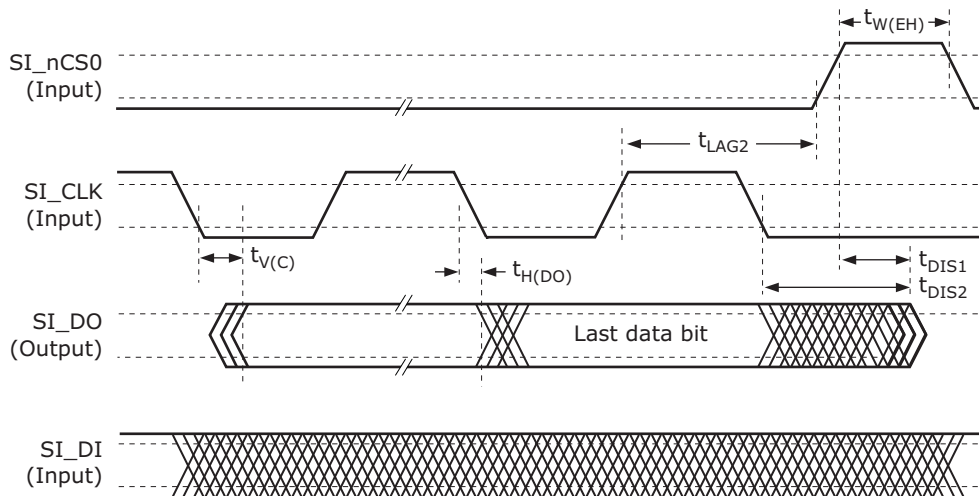 tW(EH)
SI_nCS0
(Input)
tLAG2
SI_CLK
(Input)
tV(C)
tH(DO)
tDIS1
tDIS2
SI_DO
(Output)
Last data bit
SI_DI
(Input)